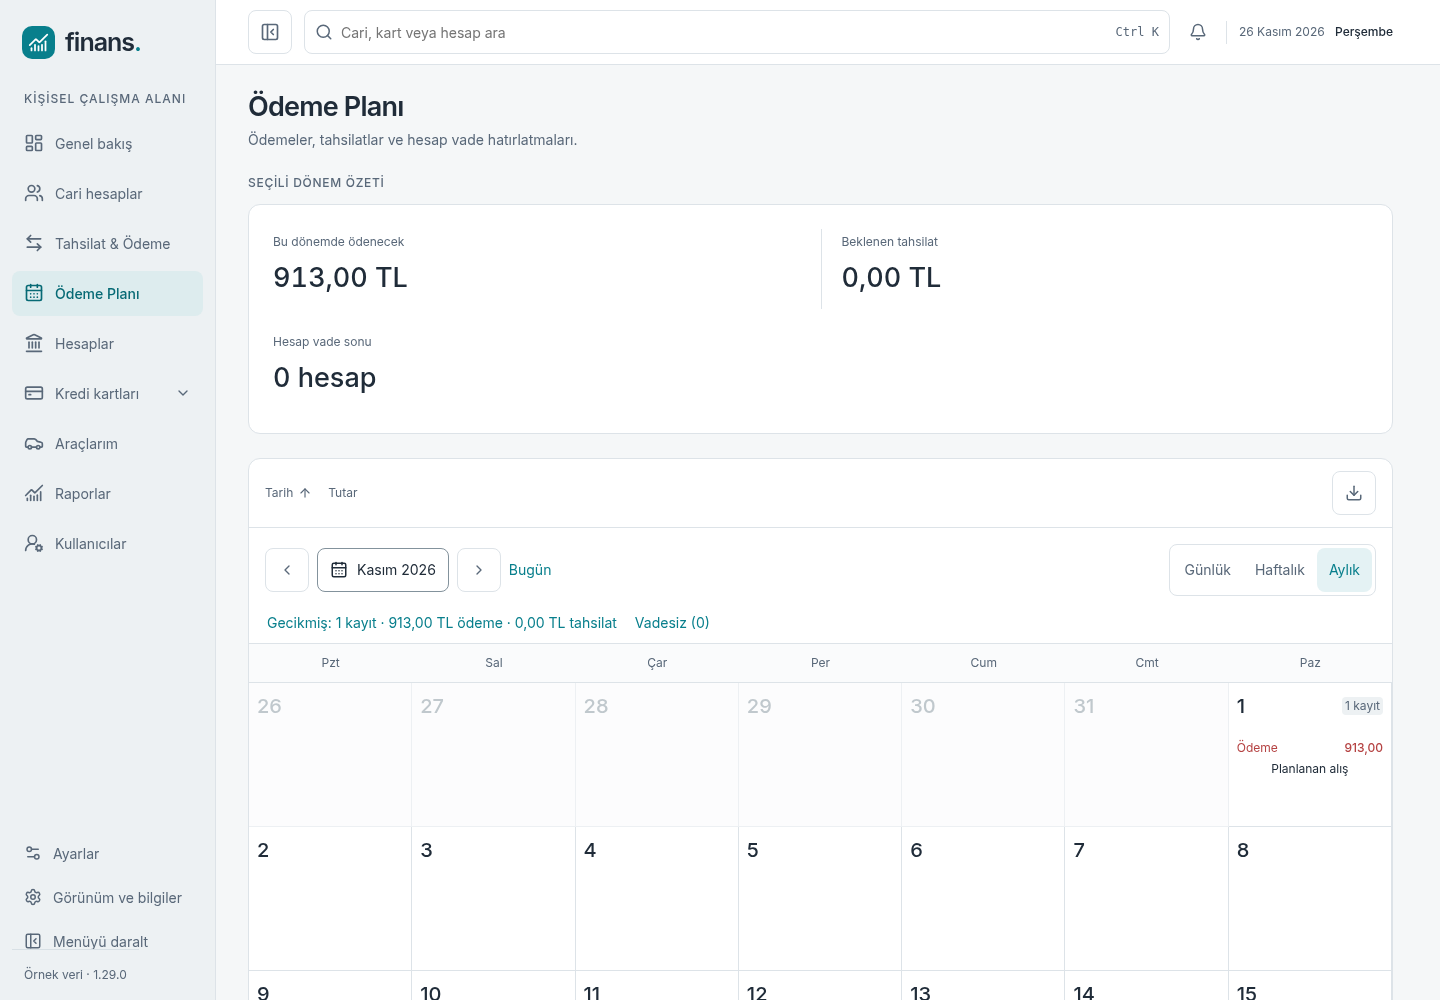 finans.
KİŞİSEL ÇALIŞMA ALANI
Genel bakış
Cari hesaplar
Tahsilat & Ödeme
Ödeme Planı
Hesaplar
Kredi kartları
Araçlarım
Raporlar
Kullanıcılar
Ayarlar
Görünüm ve bilgiler
Menüyü daralt
Örnek veri · 1.29.0
Cari, kart veya hesap ara Ctrl K
26 Kasım 2026 Perşembe
Ödeme Planı
Ödemeler, tahsilatlar ve hesap vade hatırlatmaları.
SEÇİLİ DÖNEM ÖZETİ
Bu dönemde ödenecek
913,00 TL
Beklenen tahsilat
0,00 TL
Hesap vade sonu
0 hesap
Tarih Tutar
Kasım 2026 Bugün
Günlük Haftalık Aylık
Gecikmiş: 1 kayıt · 913,00 TL ödeme · 0,00 TL tahsilat Vadesiz (0)
Pzt Sal Çar Per Cum Cmt Paz
26 27 28 29 30 31 1 1 kayıt
Ödeme 913,00
Planlanan alış
2 3 4 5 6 7 8
9 10 11 12 13 14 15